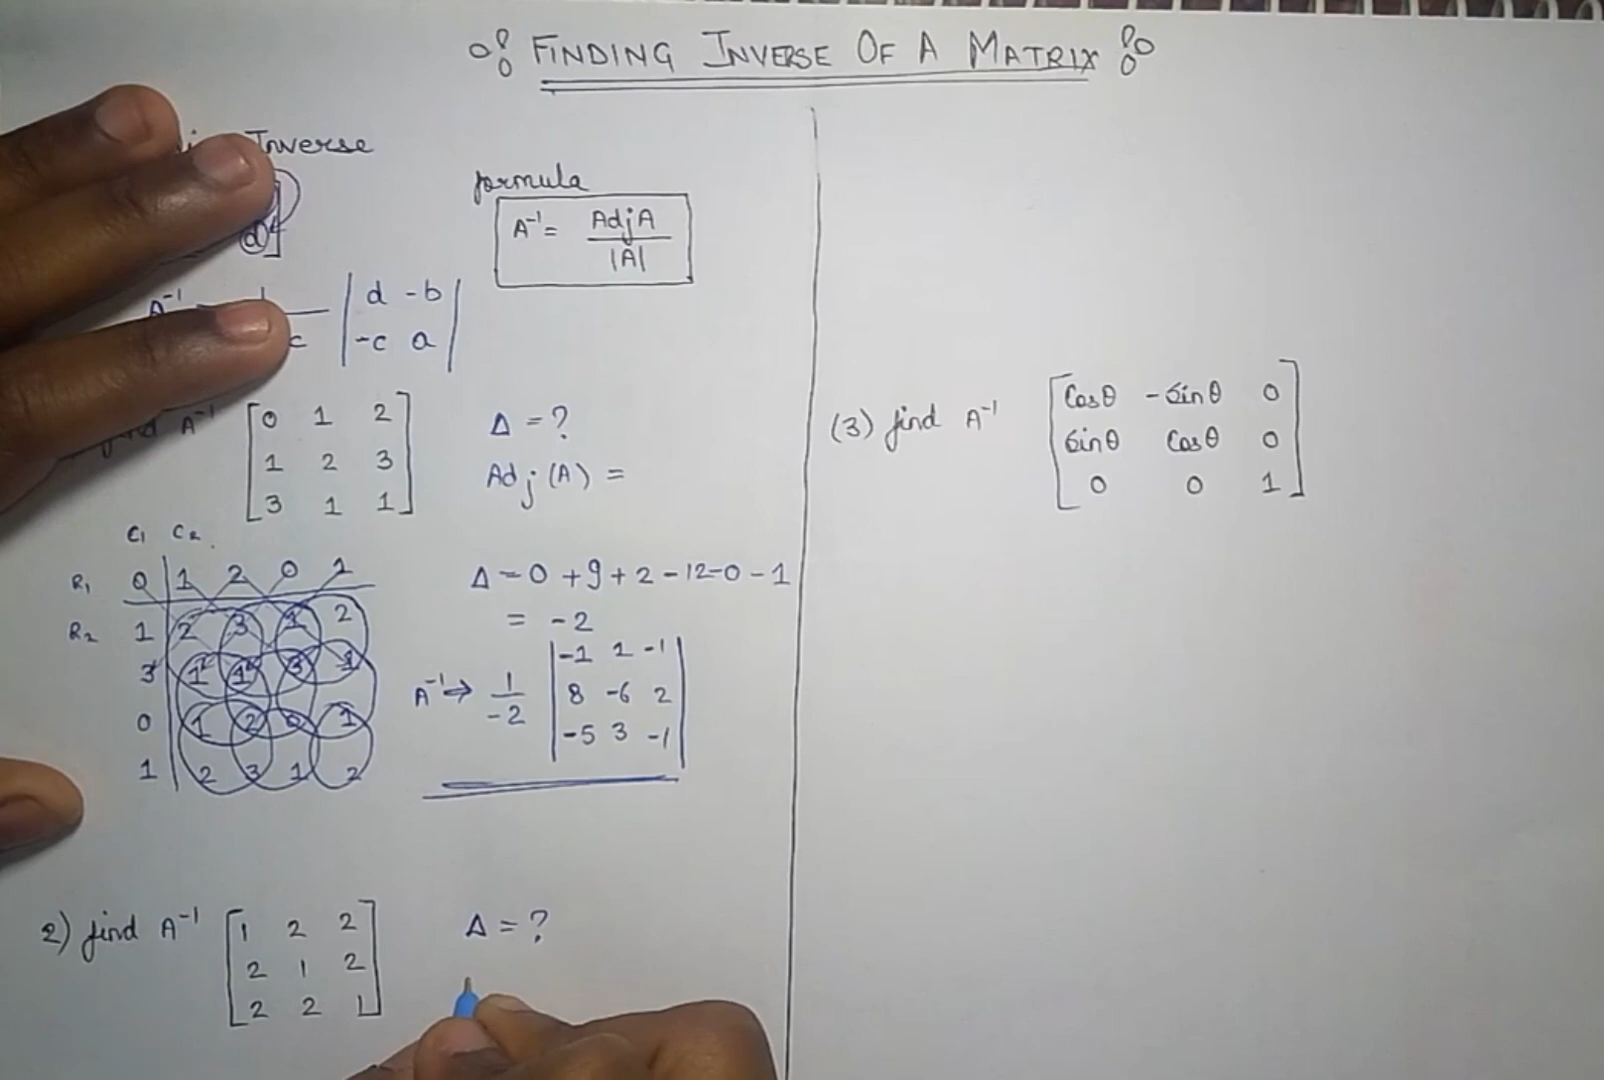 FINDING INVERSE OF A MATRIX
Inverse
formula
A⁻¹ = AdjA / |A|
d
A⁻¹
c
d -b
-c a
find A⁻¹
0 1 2
1 2 3
3 1 1
Δ = ?
Adj(A) =
C₁ C₂
R₁ 0 1 2 0 1
R₂ 1 2 3 1 2
3 1 1 3 1
0 1 2 0 1
1 2 3 1 2
Δ = 0 + 9 + 2 - 12 - 0 - 1
= -2
A⁻¹ ⇒ 1 / -2
-1 1 -1
8 -6 2
-5 3 -1
2) find A⁻¹
1 2 2
2 1 2
2 2 1
Δ = ?
(3) find A⁻¹
Cosθ -Sinθ 0
Sinθ Cosθ 0
0 0 1